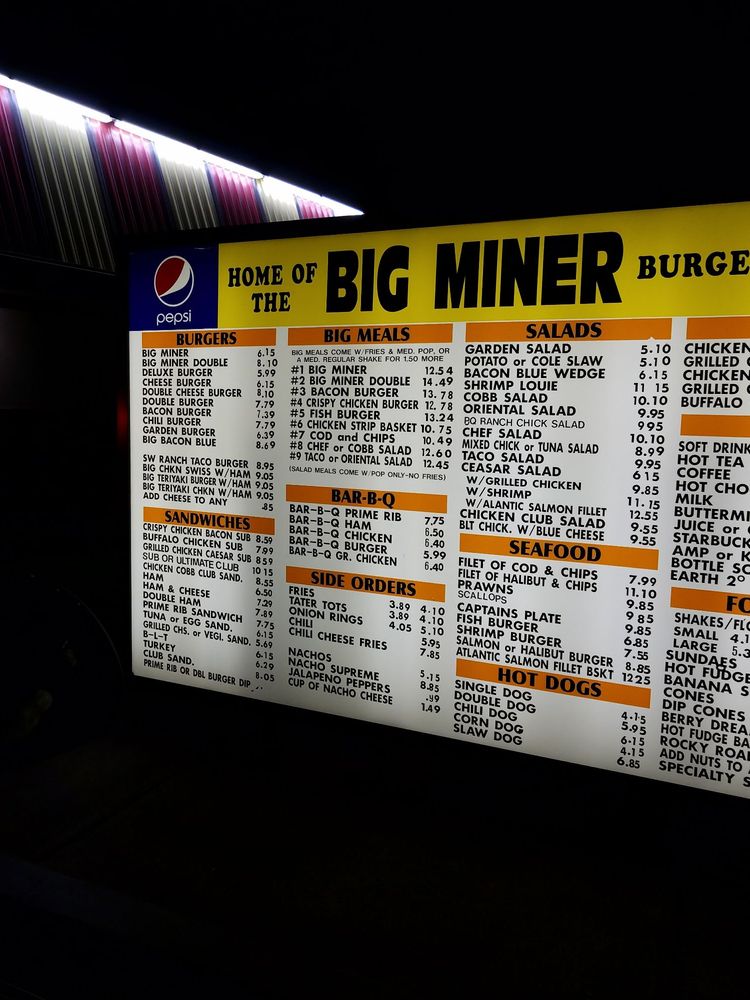 pepsi
HOME OF THE BIG MINER BURGE
BURGERS
BIG MINER 6.15
BIG MINER DOUBLE 8.10
DELUXE BURGER 5.99
CHEESE BURGER 6.15
DOUBLE CHEESE BURGER 8.10
DOUBLE BURGER 7.79
BACON BURGER 7.39
CHILI BURGER 7.79
GARDEN BURGER 6.39
BIG BACON BLUE 8.69
SW RANCH TACO BURGER 8.95
BIG CHKN SWISS W/HAM 9.05
BIG TERIYAKI BURGER W/HAM 9.05
BIG TERIYAKI CHKN W/HAM 9.05
ADD CHEESE TO ANY .85
SANDWICHES
CRISPY CHICKEN BACON SUB 8.59
BUFFALO CHICKEN SUB 7.99
GRILLED CHICKEN CAESAR SUB 8 59
SUB OR ULTIMATE CLUB 10 15
CHICKEN COBB CLUB SAND. 8.55
HAM 6.50
HAM & CHEESE 7.29
DOUBLE HAM 7.89
PRIME RIB SANDWICH 7.75
TUNA or EGG SAND. 6.15
GRILLED CHS. or VEGI. SAND. 5.69
B-L-T 6.15
TURKEY 6.29
CLUB SAND. 8.05
PRIME RIB OR DBL BURGER DIP
BIG MEALS
BIG MEALS COME W/FRIES & MED. POP, OR
A MED. REGULAR SHAKE FOR 1.50 MORE
#1 BIG MINER 12.54
#2 BIG MINER DOUBLE 14.49
#3 BACON BURGER 13.78
#4 CRISPY CHICKEN BURGER 12.78
#5 FISH BURGER 13.24
#6 CHICKEN STRIP BASKET 10.75
#7 COD and CHIPS 10.49
#8 CHEF or COBB SALAD 12.60
#9 TACO or ORIENTAL SALAD 12.45
(SALAD MEALS COME W/POP ONLY-NO FRIES)
BAR-B-Q
BAR-B-Q PRIME RIB 7.75
BAR-B-Q HAM 6.50
BAR-B-Q CHICKEN 6.40
BAR-B-Q BURGER 5.99
BAR-B-Q GR. CHICKEN 6.40
SIDE ORDERS
FRIES 3.89 4.10
TATER TOTS 3.89 4.10
ONION RINGS 4.05 5.10
CHILI 5.95
CHILI CHEESE FRIES 7.85
NACHOS 5.15
NACHO SUPREME 8.85
JALAPENO PEPPERS .99
CUP OF NACHO CHEESE 1.49
SALADS
GARDEN SALAD 5.10
POTATO or COLE SLAW 5.10
BACON BLUE WEDGE 6.15
SHRIMP LOUIE 11 15
COBB SALAD 10.10
ORIENTAL SALAD 9.95
BQ RANCH CHICK SALAD 9 95
CHEF SALAD 10.10
MIXED CHICK or TUNA SALAD 8.99
TACO SALAD 9.95
CEASAR SALAD 6 15
W/GRILLED CHICKEN 9.85
W/SHRIMP 11.15
W/ALANTIC SALMON FILLET 12.55
CHICKEN CLUB SALAD 9.55
BLT CHICK. W/BLUE CHEESE 9.55
SEAFOOD
FILET OF COD & CHIPS 7.99
FILET OF HALIBUT & CHIPS 11.10
PRAWNS 9.85
SCALLOPS 9 85
CAPTAINS PLATE 9.85
FISH BURGER 6.85
SHRIMP BURGER 7.55
SALMON or HALIBUT BURGER 8.85
ATLANTIC SALMON FILLET BSKT 12 25
HOT DOGS
SINGLE DOG 4.15
DOUBLE DOG 5.95
CHILI DOG 6.15
CORN DOG 4.15
SLAW DOG 6.85
CHICKEN
GRILLED
CHICKEN
GRILLED
BUFFALO
SOFT DRINK
HOT TEA
COFFEE
HOT CHO
MILK
BUTTERMI
JUICE or
STARBUCK
AMP or
BOTTLE SO
EARTH 2°
FO
SHAKES/FLO
SMALL 4.1
LARGE 5.3
SUNDAES
HOT FUDGE
BANANA S
CONES
DIP CONES
BERRY DREA
HOT FUDGE BA
ROCKY ROA
ADD NUTS TO
SPECIALTY S